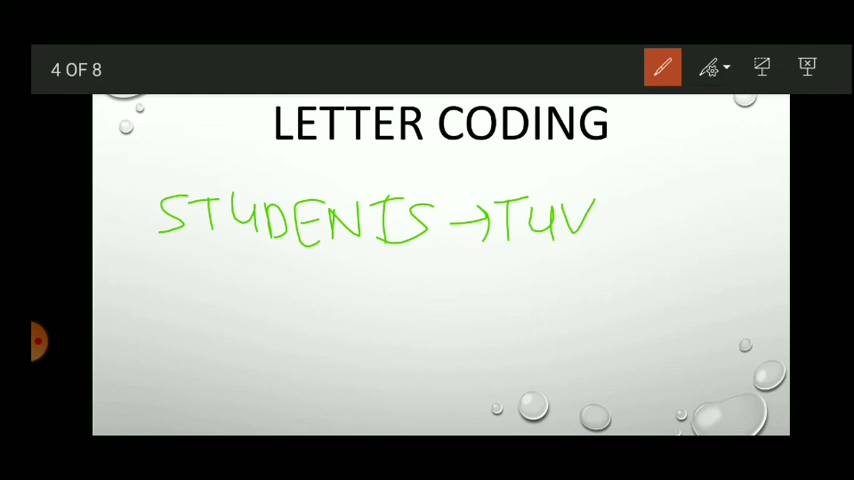 4 OF 8
LETTER CODING
STUDENTS → TUV